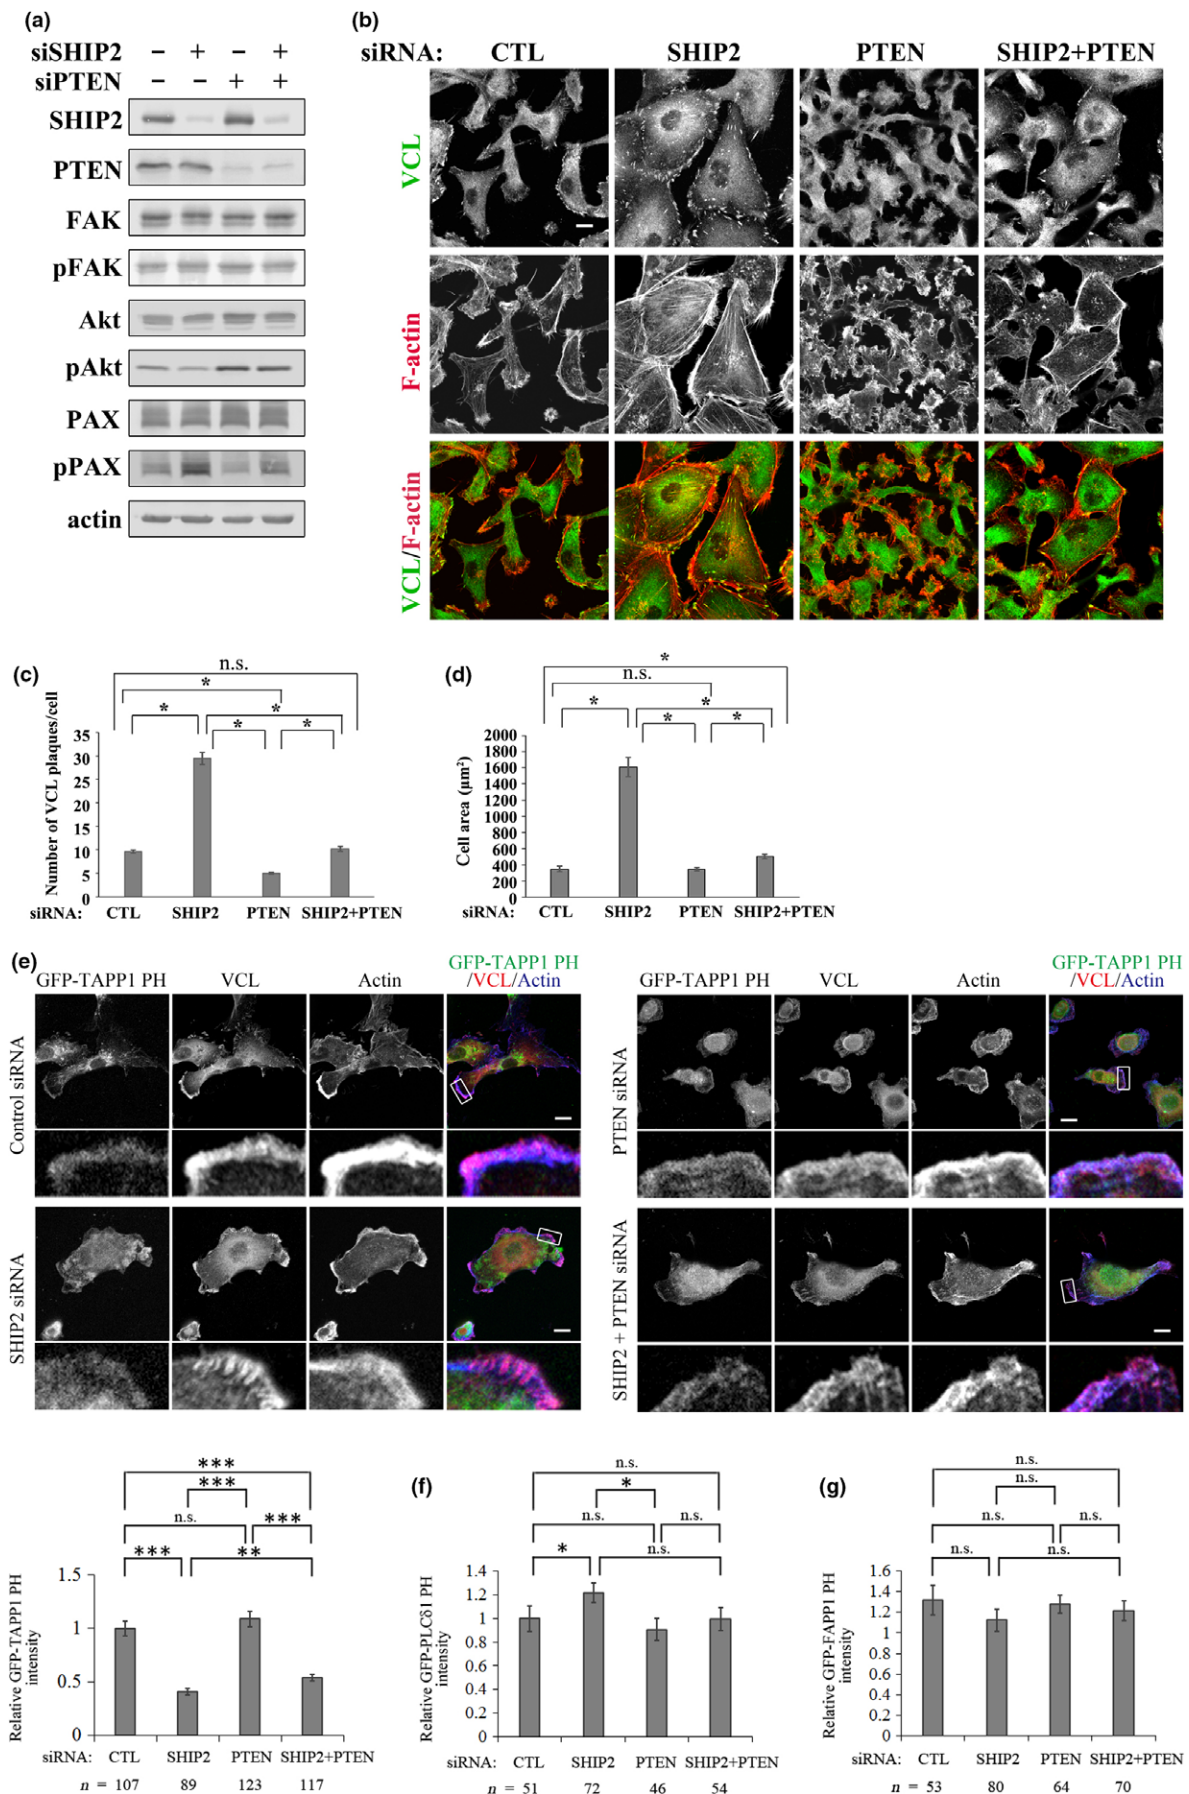 (a)
siSHIP2 – + – +
siPTEN – – + +
SHIP2
PTEN
FAK
pFAK
Akt
pAkt
PAX
pPAX
actin
(b)
siRNA: CTL SHIP2 PTEN SHIP2+PTEN
VCL
F-actin
VCL/F-actin
(c)
n.s.
*
* *
* *
Number of VCL plaques/cell
35
30
25
20
15
10
5
0
siRNA: CTL SHIP2 PTEN SHIP2+PTEN
(d)
*
n.s.
* *
* *
Cell area (μm²)
2000
1800
1600
1400
1200
1000
800
600
400
200
0
siRNA: CTL SHIP2 PTEN SHIP2+PTEN
(e)
GFP-TAPP1 PH VCL Actin GFP-TAPP1 PH
/VCL/Actin
Control siRNA
SHIP2 siRNA
GFP-TAPP1 PH VCL Actin GFP-TAPP1 PH
/VCL/Actin
PTEN siRNA
SHIP2 + PTEN siRNA
***
***
n.s. ***
*** **
Relative GFP-TAPP1 PH
intensity
1.5
1
0.5
0
siRNA: CTL SHIP2 PTEN SHIP2+PTEN
n = 107 89 123 117
(f)
n.s.
*
n.s. n.s.
* n.s.
Relative GFP-PLCδ1 PH
intensity
1.4
1.2
1
0.8
0.6
0.4
0.2
0
siRNA: CTL SHIP2 PTEN SHIP2+PTEN
n = 51 72 46 54
(g)
n.s.
n.s.
n.s. n.s.
n.s. n.s.
Relative GFP-FAPP1 PH
intensity
1.6
1.4
1.2
1
0.8
0.6
0.4
0.2
0
siRNA: CTL SHIP2 PTEN SHIP2+PTEN
n = 53 80 64 70